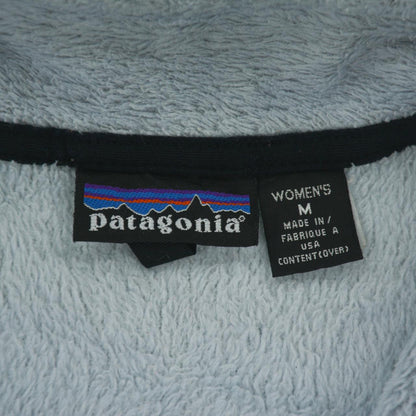 patagonia®
WOMEN'S
M
MADE IN/
FABRIQUE A
USA
CONTENT(OVER)